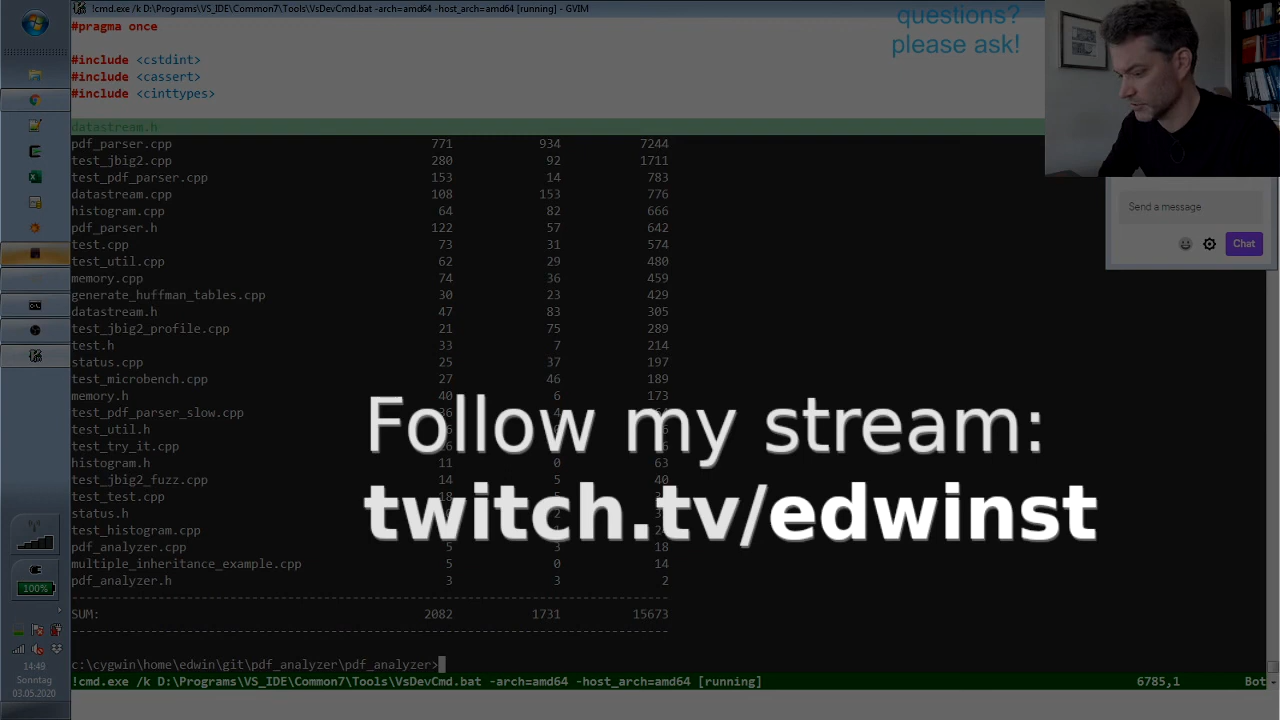 !cmd.exe /k D:\Programs\VS_IDE\Common7\Tools\VsDevCmd.bat -arch=amd64 -host_arch=amd64 [running] - GVIM
questions?
please ask!
#pragma once
#include <cstdint>
#include <cassert>
#include <cinttypes>
datastream.h
pdf_parser.cpp 771 934 7244
test_jbig2.cpp 280 92 1711
test_pdf_parser.cpp 153 14 783
datastream.cpp 108 153 776
histogram.cpp 64 82 666
pdf_parser.h 122 57 642
test.cpp 73 31 574
test_util.cpp 62 29 480
memory.cpp 74 36 459
generate_huffman_tables.cpp 30 23 429
datastream.h 47 83 305
test_jbig2_profile.cpp 21 75 289
test.h 33 7 214
status.cpp 25 37 197
test_microbench.cpp 27 46 189
memory.h 40 6 173
test_pdf_parser_slow.cpp
test_util.h
test_try_it.cpp
histogram.h 11 0 63
test_jbig2_fuzz.cpp 14 5 40
test_test.cpp
status.h
test_histogram.cpp
pdf_analyzer.cpp 5 3 18
multiple_inheritance_example.cpp 5 0 14
pdf_analyzer.h 3 3 2
SUM: 2082 1731 15673
c:\cygwin\home\edwin\git\pdf_analyzer\pdf_analyzer>
!cmd.exe /k D:\Programs\VS_IDE\Common7\Tools\VsDevCmd.bat -arch=amd64 -host_arch=amd64 [running] 6785,1 Bot
Follow my stream:
twitch.tv/edwinst
Send a message
Chat
100%
14:49
Sonntag
03.05.2020